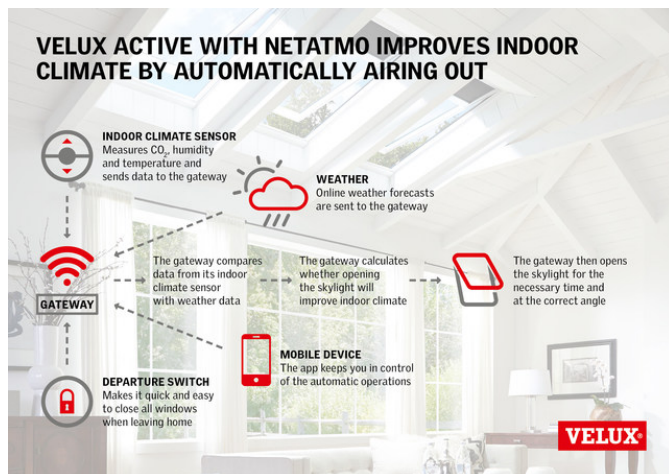 VELUX ACTIVE WITH NETATMO IMPROVES INDOOR
CLIMATE BY AUTOMATICALLY AIRING OUT
INDOOR CLIMATE SENSOR
Measures CO₂, humidity
and temperature and
sends data to the gateway
WEATHER
Online weather forecasts
are sent to the gateway
GATEWAY
The gateway compares
data from its indoor
climate sensor
with weather data
The gateway calculates
whether opening
the skylight will
improve indoor climate
The gateway then opens
the skylight for the
necessary time and
at the correct angle
MOBILE DEVICE
The app keeps you in control
of the automatic operations
DEPARTURE SWITCH
Makes it quick and easy
to close all windows
when leaving home
VELUX®